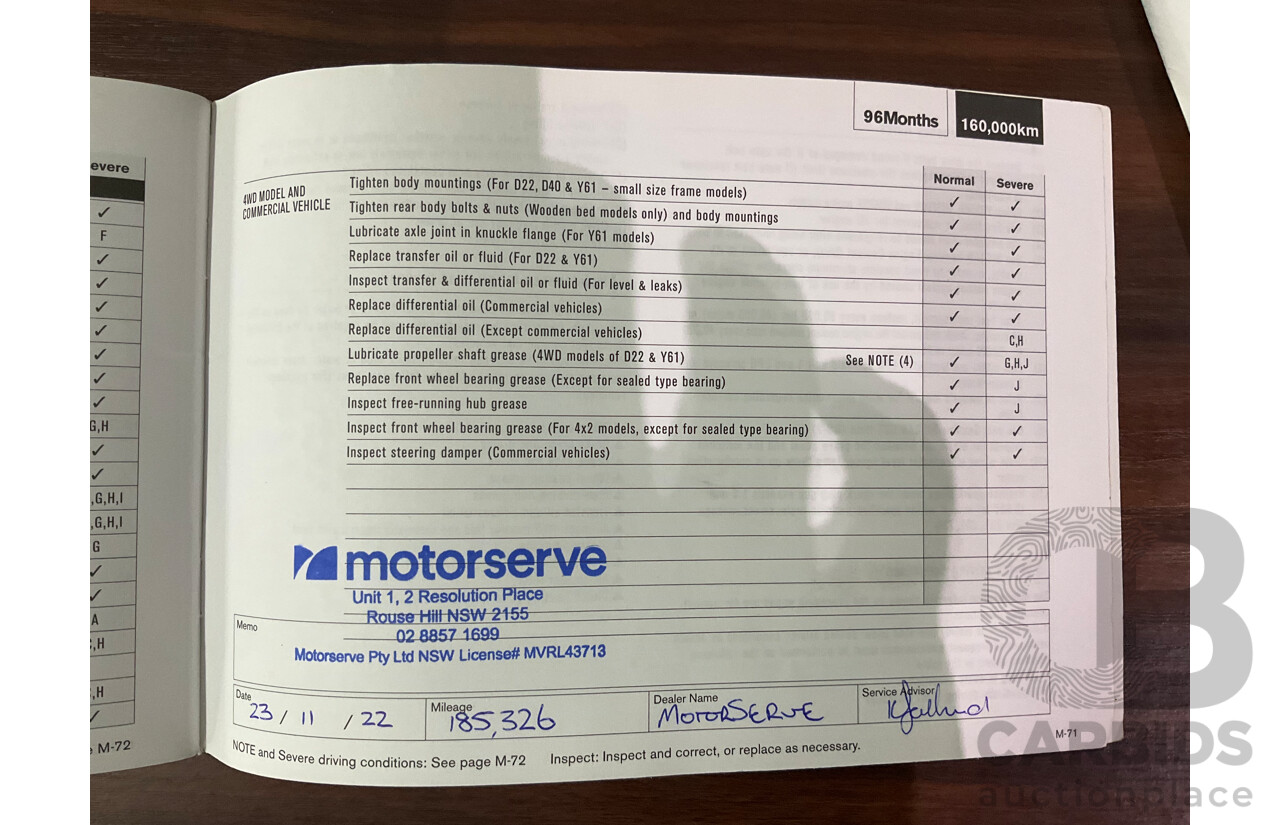 evere
✓
F
✓
✓
✓
✓
✓
✓
✓
G,H
✓
✓
,G,H,I
,G,H,I
G
✓
✓
A
,H
,H
✓
M-72
96Months 160,000km
4WD MODEL AND
COMMERCIAL VEHICLE
Normal Severe
Tighten body mountings (For D22, D40 & Y61 – small size frame models) ✓ ✓
Tighten rear body bolts & nuts (Wooden bed models only) and body mountings ✓ ✓
Lubricate axle joint in knuckle flange (For Y61 models) ✓ ✓
Replace transfer oil or fluid (For D22 & Y61) ✓ ✓
Inspect transfer & differential oil or fluid (For level & leaks) ✓ ✓
Replace differential oil (Commercial vehicles) ✓ ✓
Replace differential oil (Except commercial vehicles) C,H
Lubricate propeller shaft grease (4WD models of D22 & Y61) See NOTE (4) ✓ G,H,J
Replace front wheel bearing grease (Except for sealed type bearing) ✓ J
Inspect free-running hub grease ✓ J
Inspect front wheel bearing grease (For 4x2 models, except for sealed type bearing) ✓ ✓
Inspect steering damper (Commercial vehicles) ✓ ✓
motorserve
Unit 1, 2 Resolution Place
Rouse Hill NSW 2155
02 8857 1699
Motorserve Pty Ltd NSW License# MVRL43713
Memo
Date Mileage Dealer Name Service Advisor
23 / 11 / 22 185,326 MOTORSERVE
NOTE and Severe driving conditions: See page M-72 Inspect: Inspect and correct, or replace as necessary.
M-71
CARBIDS
auctionplace